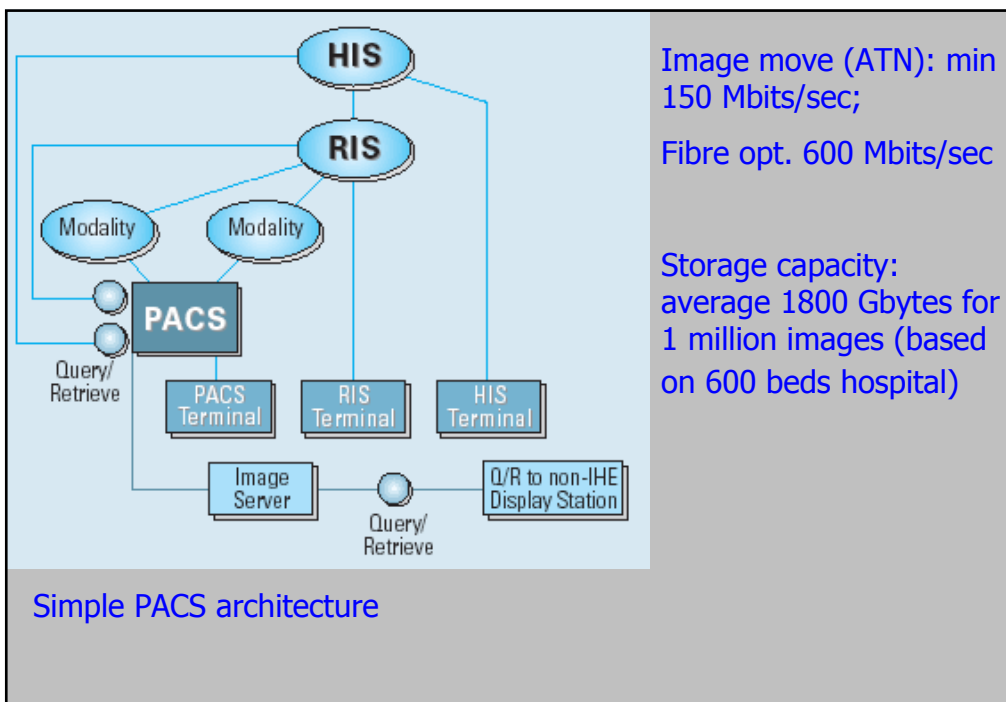 HIS
RIS
Modality
Modality
PACS
Query/
Retrieve
PACS
Terminal
RIS
Terminal
HIS
Terminal
Image
Server
Query/
Retrieve
Q/R to non-IHE
Display Station
Image move (ATN): min
150 Mbits/sec;
Fibre opt. 600 Mbits/sec
Storage capacity:
average 1800 Gbytes for
1 million images (based
on 600 beds hospital)
Simple PACS architecture